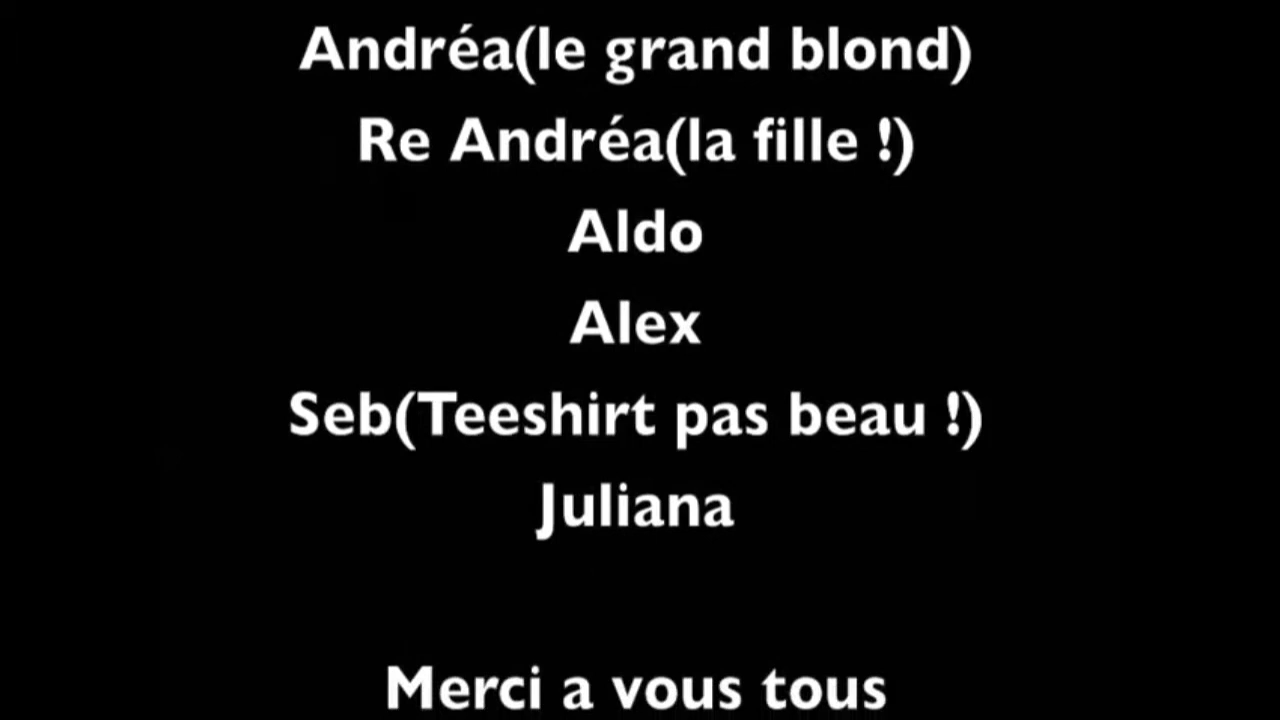 Andréa(le grand blond)
Re Andréa(la fille !)
Aldo
Alex
Seb(Teeshirt pas beau !)
Juliana
Merci a vous tous